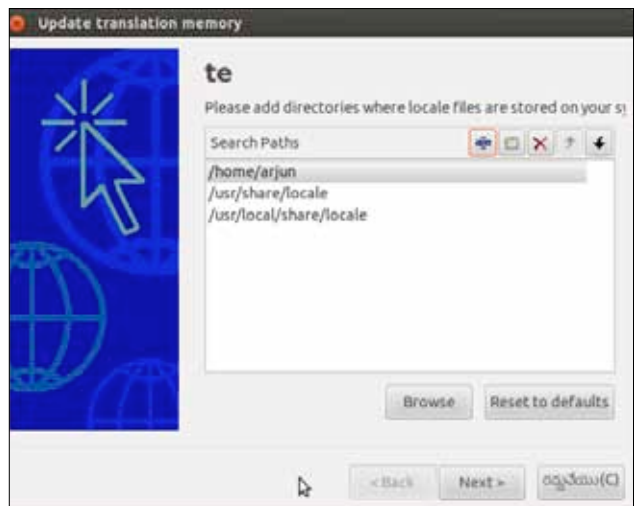 Update translation memory
te
Please add directories where locale files are stored on your sy
Search Paths
/home/arjun
/usr/share/locale
/usr/local/share/locale
Browse
Reset to defaults
<Back
Next >
రద్దుచేయు(C)